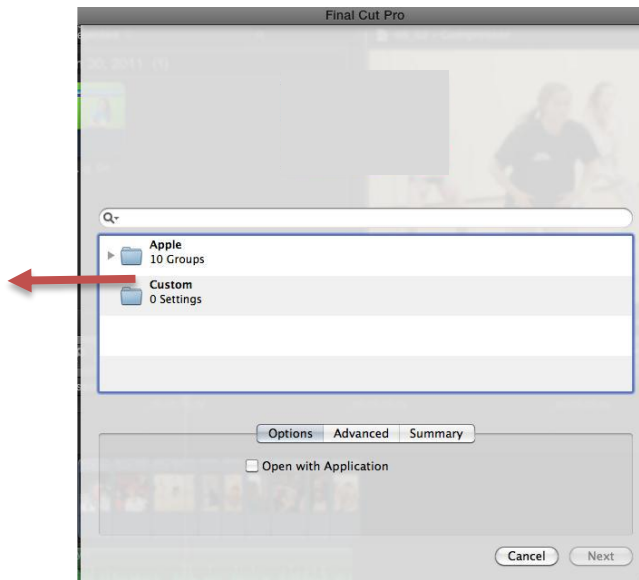 Final Cut Pro
Apple
10 Groups
Custom
0 Settings
Options Advanced Summary
Open with Application
Cancel Next